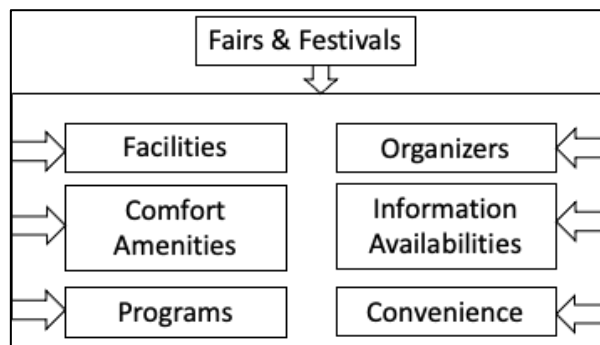 Fairs & Festivals
Facilities
Organizers
Comfort
Amenities
Information
Availabilities
Programs
Convenience